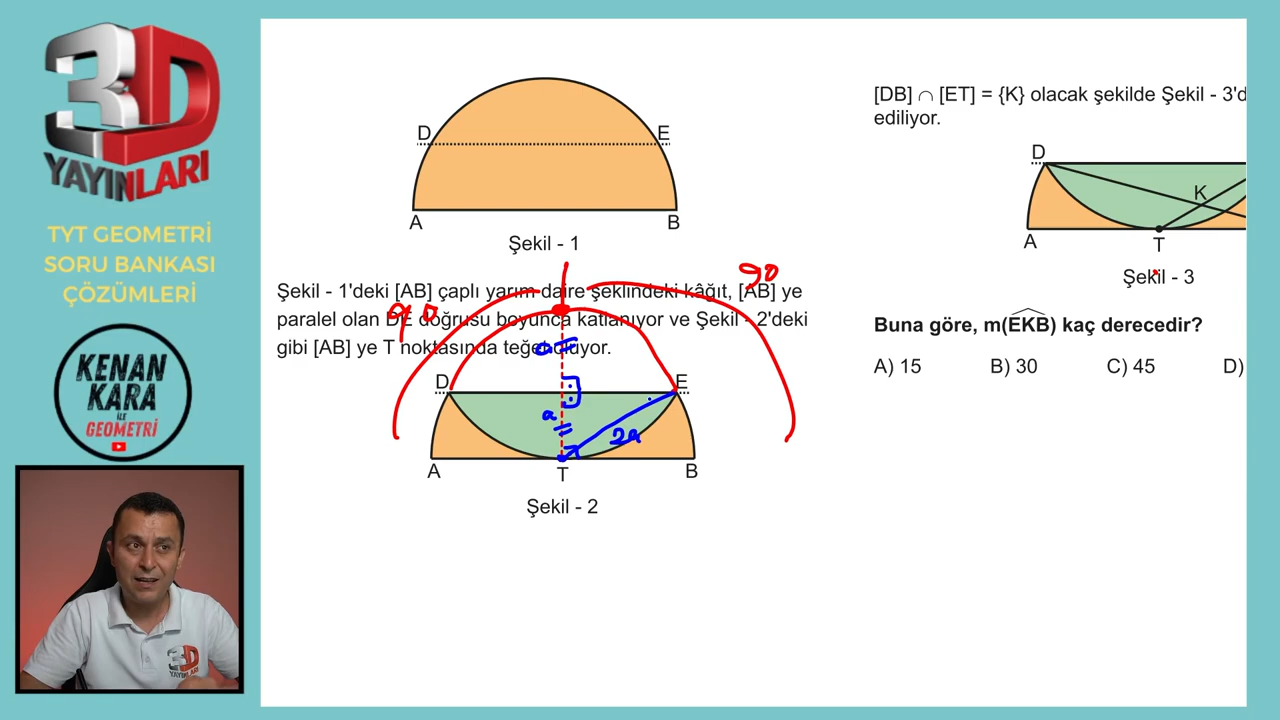 3D
YAYINLARI
TYT GEOMETRİ
SORU BANKASI
ÇÖZÜMLERİ
KENAN
KARA
İLE
GEOMETRİ
3D
YAYINLARI
D E
A B
Şekil - 1
Şekil - 1'deki [AB] çaplı yarım daire şeklindeki kâğıt, [AB] ye
paralel olan DE doğrusu boyunca katlanıyor ve Şekil - 2'deki
gibi [AB] ye T noktasında teğet oluyor.
90 90
a
D E
a
2a
A T B
Şekil - 2
[DB] ∩ [ET] = {K} olacak şekilde Şekil - 3'd
ediliyor.
D
K
A T
Şekil - 3
Buna göre, m(EKB) kaç derecedir?
A) 15 B) 30 C) 45 D)